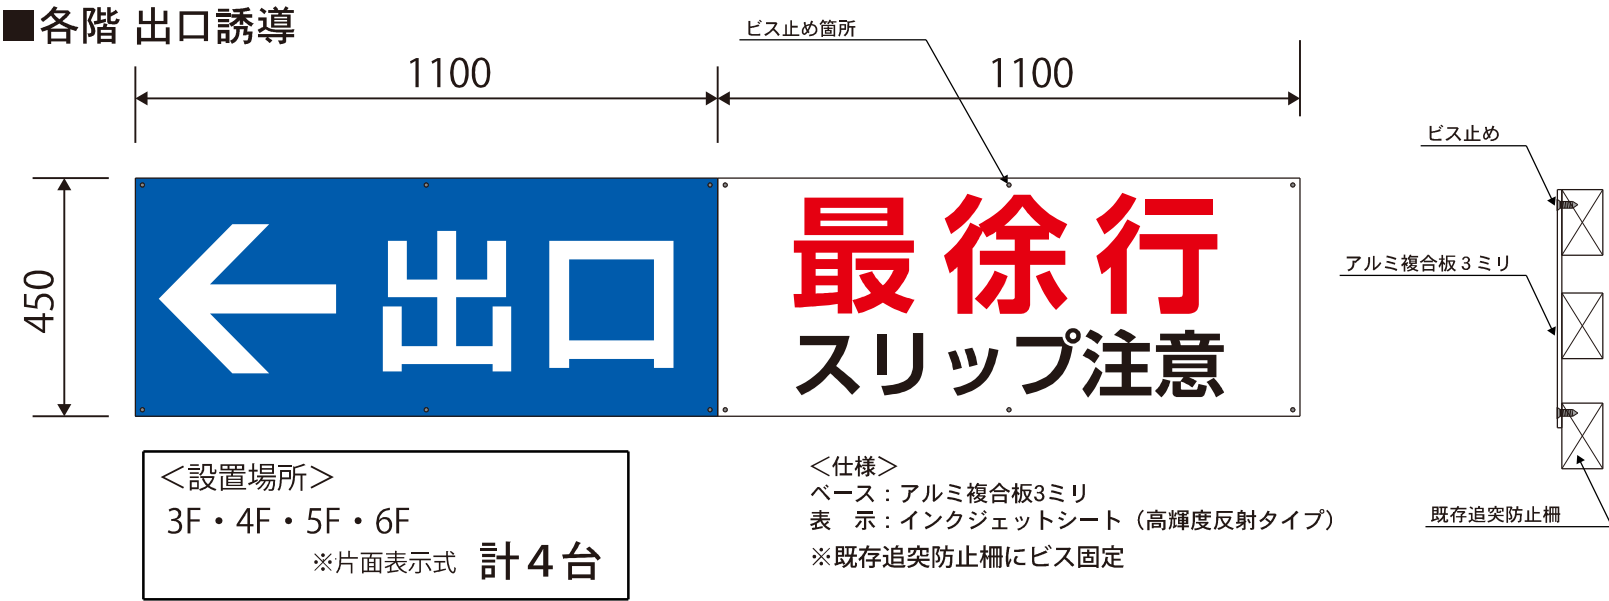 ■各階 出口誘導
ビス止め箇所
1100
1100
450
← 出口
最徐行
スリップ注意
ビス止め
アルミ複合板3ミリ
既存追突防止柵
＜設置場所＞
3F・4F・5F・6F
※片面表示式 計4台
＜仕様＞
ベース：アルミ複合板3ミリ
表　示：インクジェットシート（高輝度反射タイプ）
※既存追突防止柵にビス固定